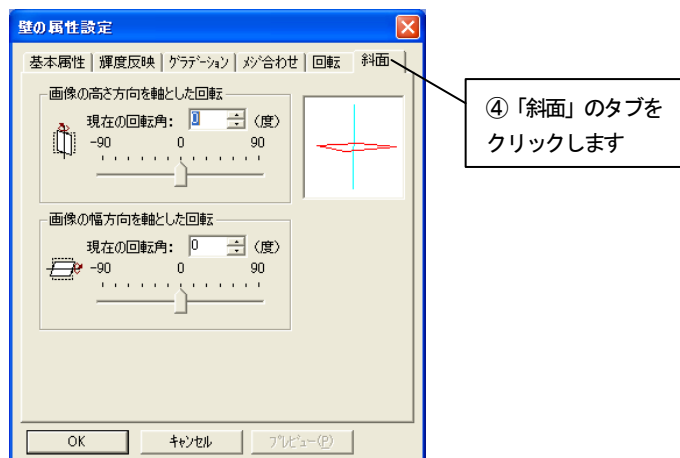 壁の属性設定
基本属性 輝度反映 ｸﾞﾗﾃﾞｰｼｮﾝ ﾒｼﾞ合わせ 回転 斜面
画像の高さ方向を軸とした回転
現在の回転角: 0 (度)
-90 0 90
画像の幅方向を軸とした回転
現在の回転角: 0 (度)
-90 0 90
OK ｷｬﾝｾﾙ ﾌﾟﾚﾋﾞｭｰ(P)
④「斜面」のタブを
クリックします